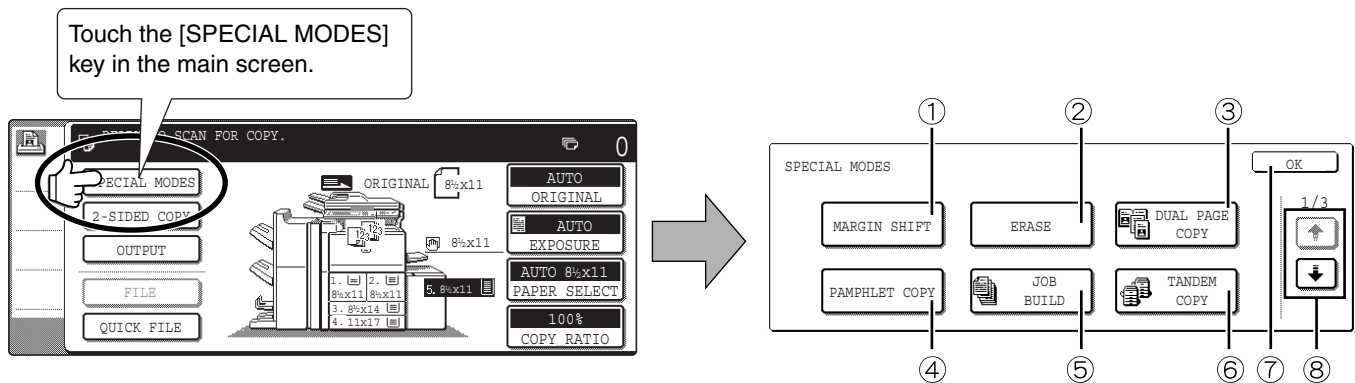 Touch the [SPECIAL MODES]
key in the main screen.
SCAN FOR COPY.
0
SPECIAL MODES
2-SIDED COPY
OUTPUT
FILE
QUICK FILE
ORIGINAL 8½x11
123 123
8½x11
1. 2.
8½x11 8½x11
3. 8½x14
4. 11x17
5. 8½x11
AUTO
ORIGINAL
AUTO
EXPOSURE
AUTO 8½x11
PAPER SELECT
100%
COPY RATIO
① ② ③
SPECIAL MODES
OK
1/3
MARGIN SHIFT
ERASE
DUAL PAGE
COPY
PAMPHLET COPY
JOB
BUILD
TANDEM
COPY
④ ⑤ ⑥ ⑦ ⑧